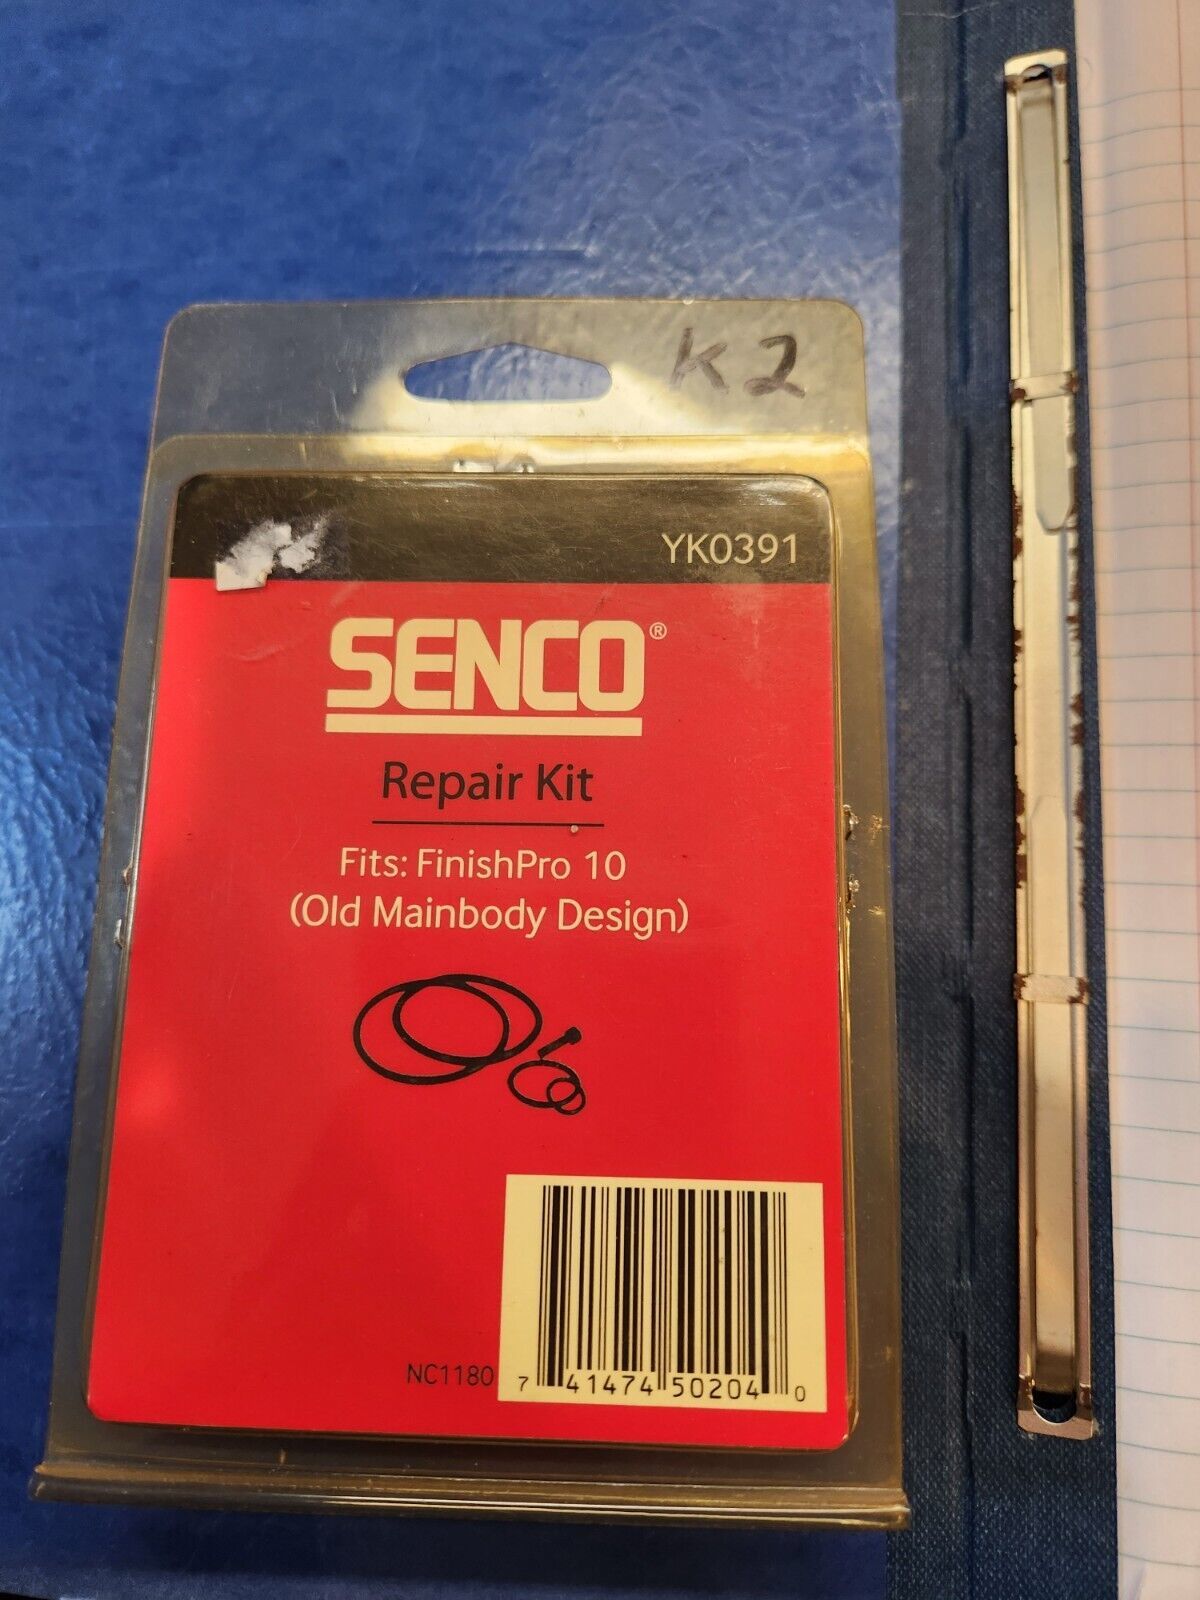 K2
YK0391
SENCO®
Repair Kit
Fits: FinishPro 10
(Old Mainbody Design)
NC1180
7 41474 50204 0